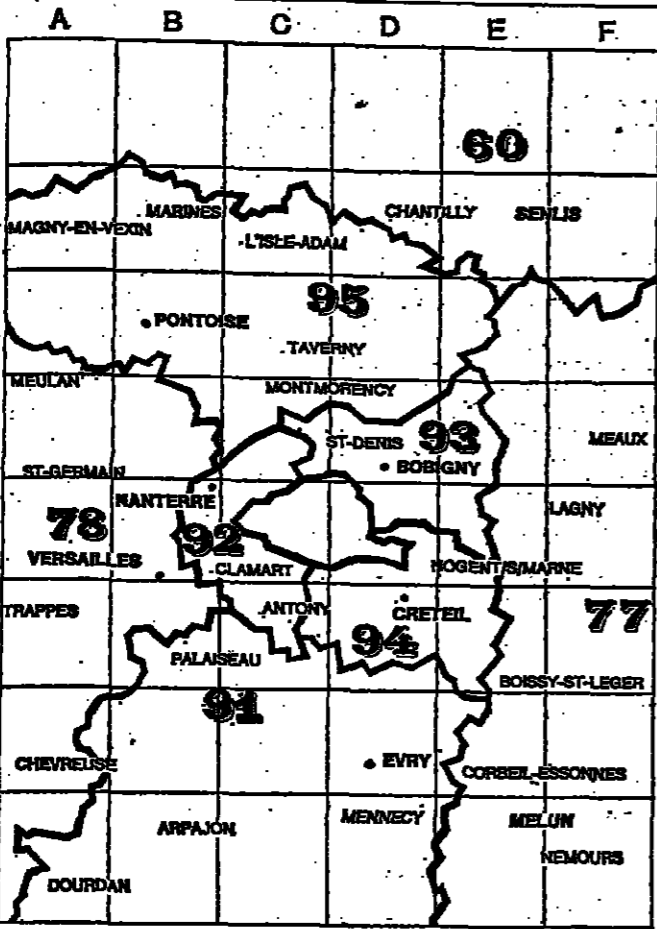 A B C D E F
60
MAGNY-EN-VEXIN MARINES CHANTILLY SENLIS
L'ISLE-ADAM
95
PONTOISE
TAVERNY
MEULAN MONTMORENCY
ST-DENIS 93 MEAUX
ST-GERMAIN BOBIGNY
NANTERRE LAGNY
78 92
VERSAILLES CLAMART NOGENT/S/MARNE
TRAPPES ANTONY CRETEIL 77
94
PALAISEAU
BOISSY-ST-LEGER
91
CHEVREUSE EVRY CORBEIL-ESSONNES
ARPAJON MENNECY MELUN
NEMOURS
DOURDAN